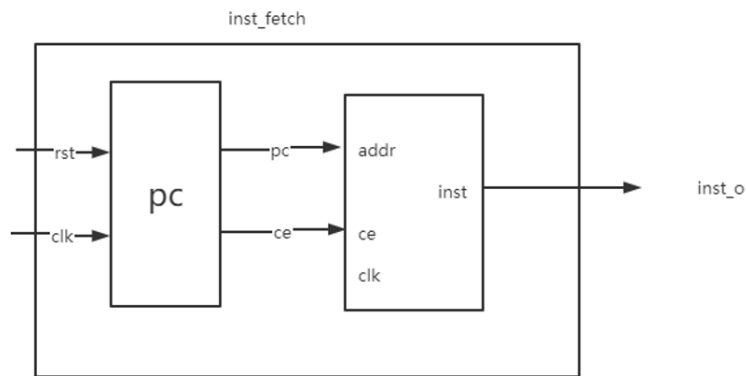 inst_fetch
rst
pc
addr
pc
inst
inst_o
clk
ce
ce
clk